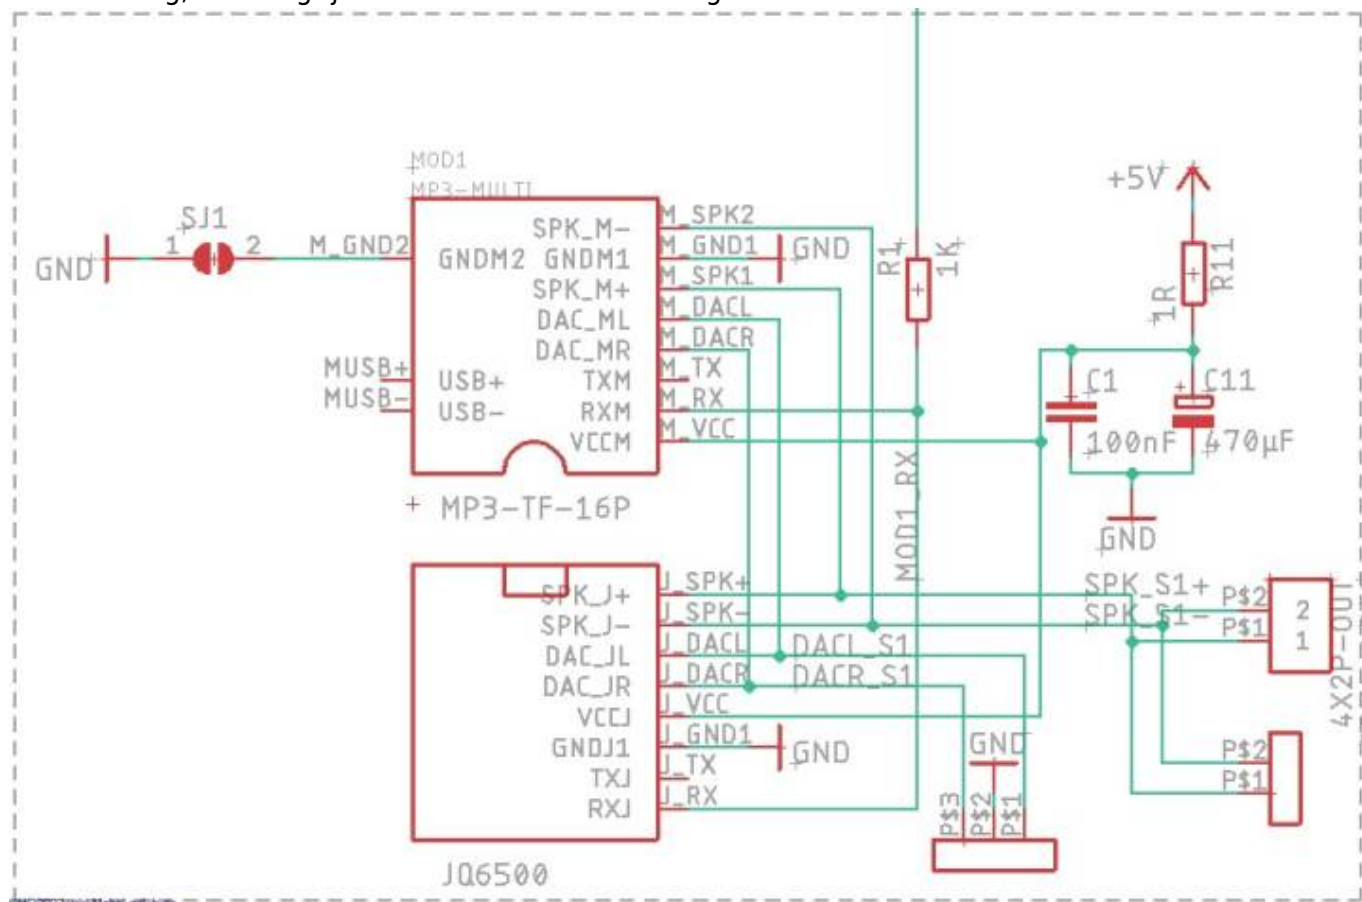 MOD1
MP3-MULTI
+5V
SJ1
GND
1
2
M_GND2
GNDM2
SPK_M-
GNDM1
SPK_M+
DAC_ML
DAC_MR
TXM
RXM
VCCM
USB+
USB-
MUSB+
MUSB-
M_SPK2
M_GND1
M_SPK1
M_DACL
M_DACR
M_TX
M_RX
M_VCC
GND
R1
1K
R11
1R
C1
100nF
C11
470µF
GND
MP3-TF-16P
MOD1_RX
SPK_J+
SPK_J-
DAC_JL
DAC_JR
VCCJ
GNDJ1
TXJ
RXJ
J_SPK+
J_SPK-
J_DACL
J_DACR
J_VCC
J_GND1
J_TX
J_RX
DACL_S1
DACR_S1
GND
GND
SPK_S1+
SPK_S1-
P$2
P$1
2
1
4X2P-OUT
P$2
P$1
P$3
P$2
P$1
JQ6500